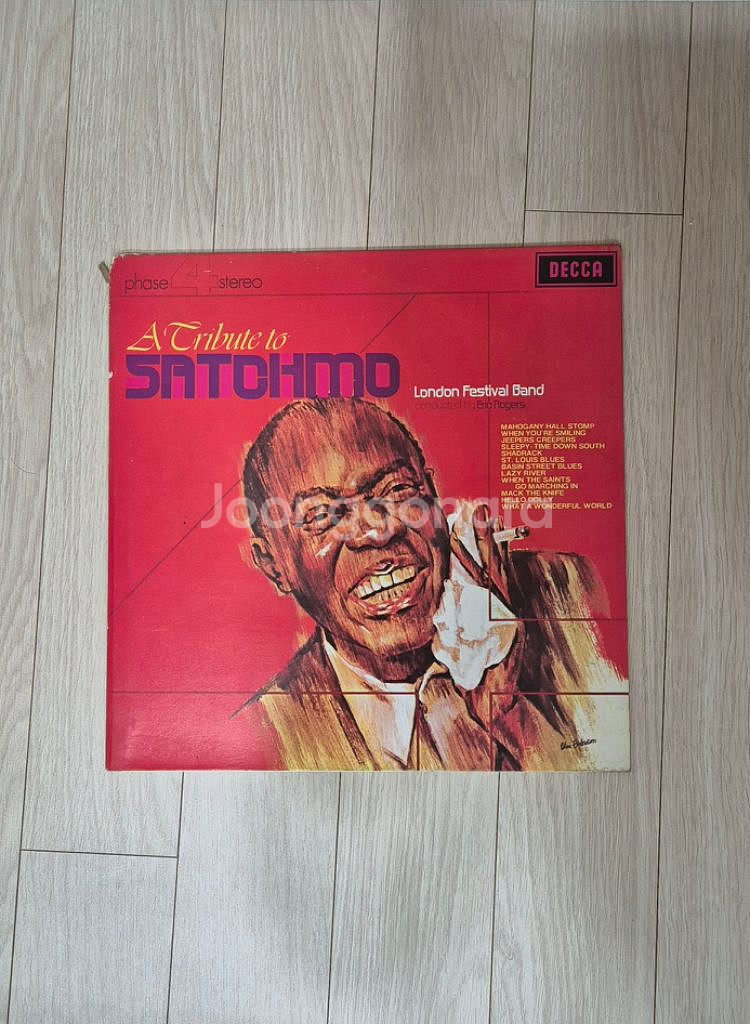 phase 4 stereo
DECCA
A Tribute to
SATCHMO
London Festival Band
conducted by Eric Rogers
MAHOGANY HALL STOMP
WHEN YOU'RE SMILING
JEEPERS CREEPERS
SLEEPY-TIME DOWN SOUTH
SHADRACK
ST. LOUIS BLUES
BASIN STREET BLUES
LAZY RIVER
WHEN THE SAINTS
GO MARCHING IN
MACK THE KNIFE
HELLO DOLLY
WHAT A WONDERFUL WORLD
Joonggonara